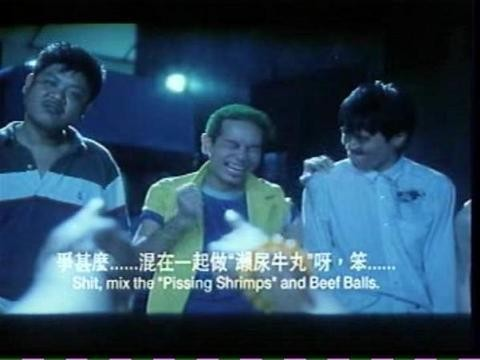 爭甚麼......混在一起做"瀨尿牛丸"呀，笨......
Shit, mix the "Pissing Shrimps" and Beef Balls.